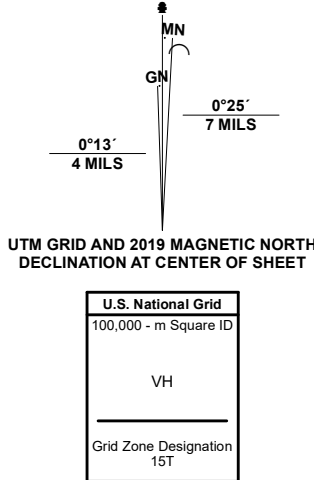 MN
GN
0°25´
7 MILS
0°13´
4 MILS
UTM GRID AND 2019 MAGNETIC NORTH
DECLINATION AT CENTER OF SHEET
U.S. National Grid
100,000 - m Square ID
VH
Grid Zone Designation
15T